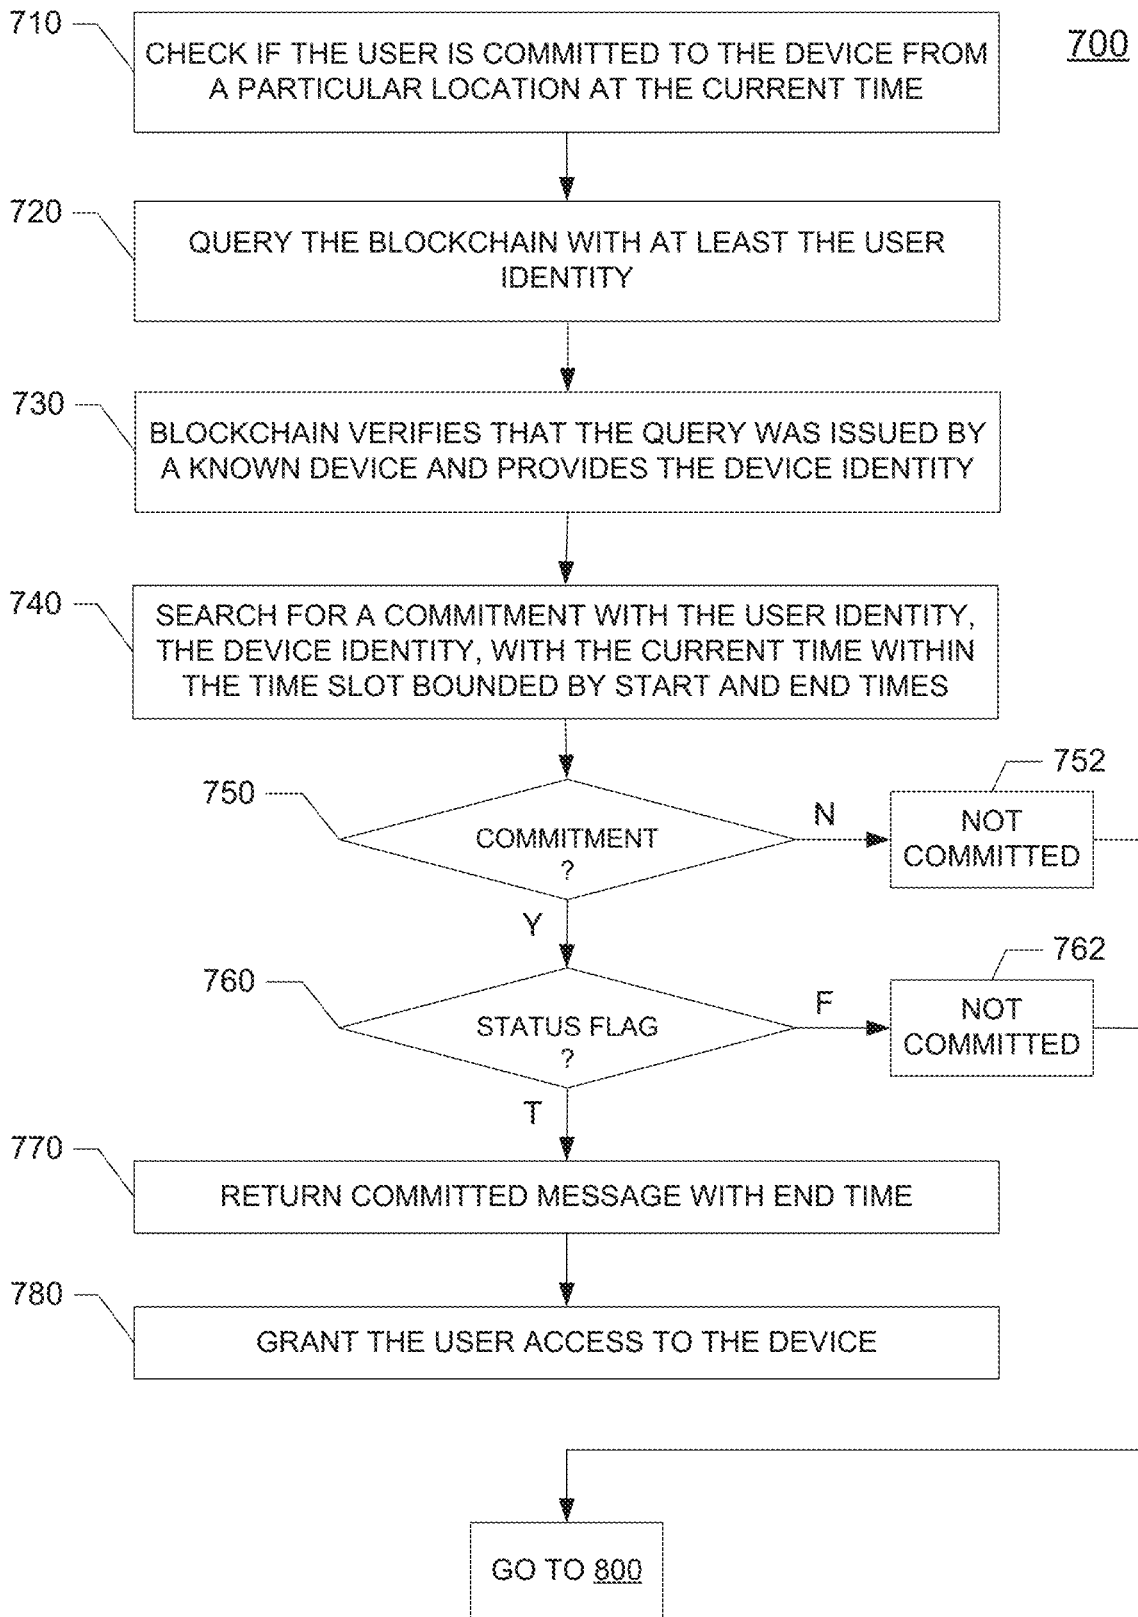 710
CHECK IF THE USER IS COMMITTED TO THE DEVICE FROM
A PARTICULAR LOCATION AT THE CURRENT TIME
700
720
QUERY THE BLOCKCHAIN WITH AT LEAST THE USER
IDENTITY
730
BLOCKCHAIN VERIFIES THAT THE QUERY WAS ISSUED BY
A KNOWN DEVICE AND PROVIDES THE DEVICE IDENTITY
740
SEARCH FOR A COMMITMENT WITH THE USER IDENTITY,
THE DEVICE IDENTITY, WITH THE CURRENT TIME WITHIN
THE TIME SLOT BOUNDED BY START AND END TIMES
750
COMMITMENT
?
N
752
NOT
COMMITTED
Y
760
STATUS FLAG
?
F
762
NOT
COMMITTED
T
770
RETURN COMMITTED MESSAGE WITH END TIME
780
GRANT THE USER ACCESS TO THE DEVICE
GO TO 800